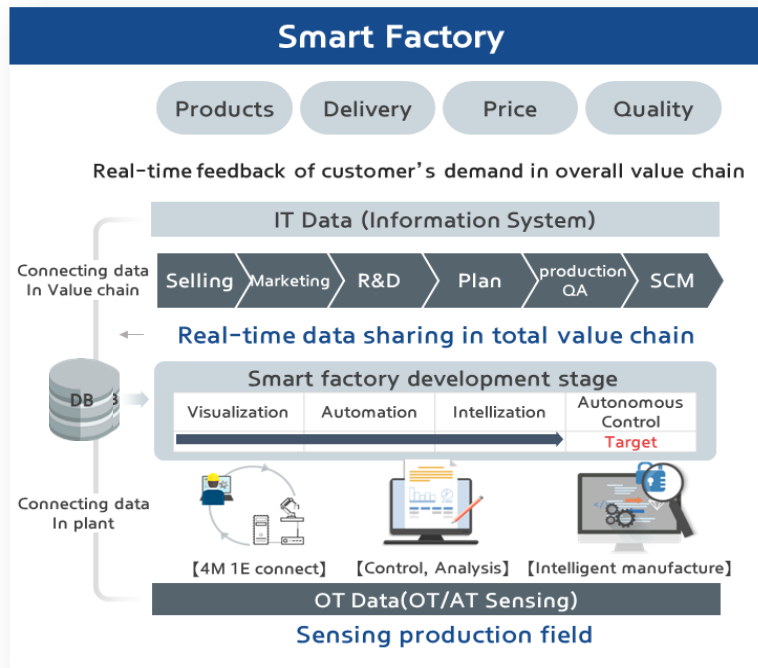 Smart Factory
Products
Delivery
Price
Quality
Real-time feedback of customer's demand in overall value chain
IT Data (Information System)
Connecting data
In Value chain
Selling
Marketing
R&D
Plan
production
QA
SCM
Real-time data sharing in total value chain
DB
Smart factory development stage
Visualization
Automation
Intellization
Autonomous
Control
Target
Connecting data
In plant
【4M 1E connect】
【Control, Analysis】
【Intelligent manufacture】
OT Data(OT/AT Sensing)
Sensing production field